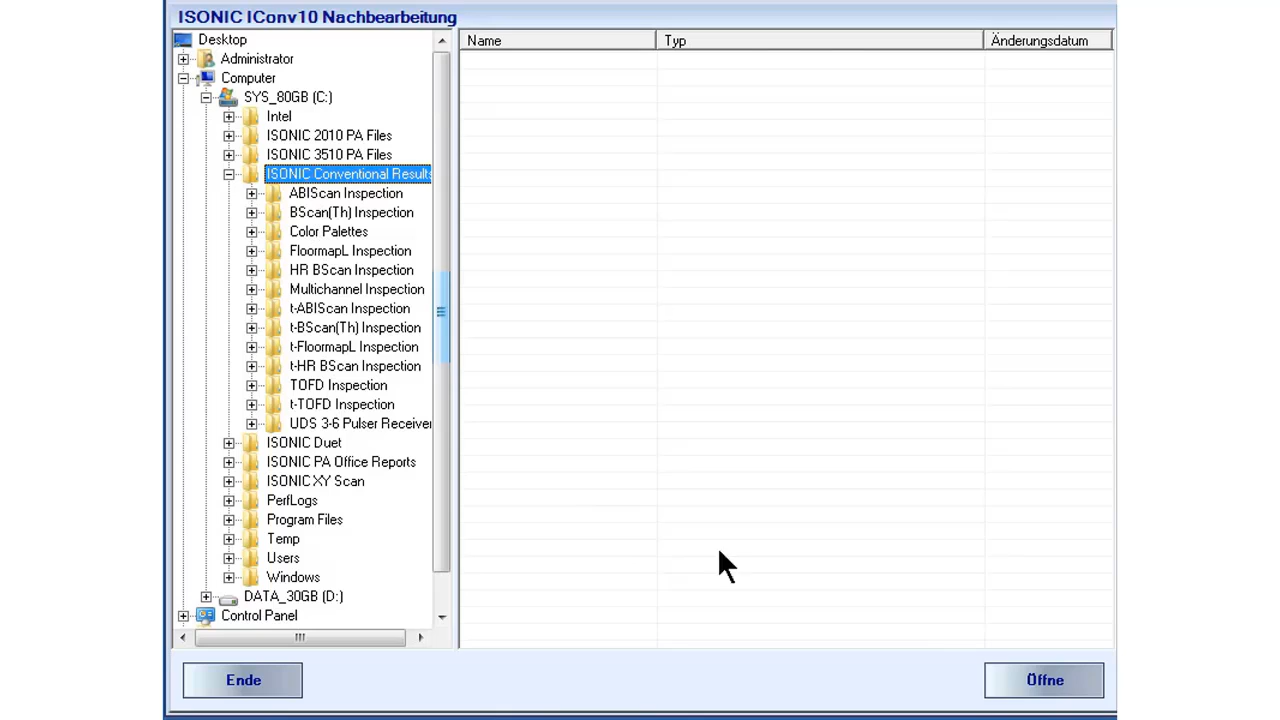 ISONIC IConv10 Nachbearbeitung
Desktop
Name
Typ
Änderungsdatum
Administrator
Computer
SYS_80GB (C:)
Intel
ISONIC 2010 PA Files
ISONIC 3510 PA Files
ISONIC Conventional Results
ABIScan Inspection
BScan(Th) Inspection
Color Palettes
FloormapL Inspection
HR BScan Inspection
Multichannel Inspection
t-ABIScan Inspection
t-BScan(Th) Inspection
t-FloormapL Inspection
t-HR BScan Inspection
TOFD Inspection
t-TOFD Inspection
UDS 3-6 Pulser Receiver
ISONIC Duet
ISONIC PA Office Reports
ISONIC XY Scan
PerfLogs
Program Files
Temp
Users
Windows
DATA_30GB (D:)
Control Panel
Ende
Öffne